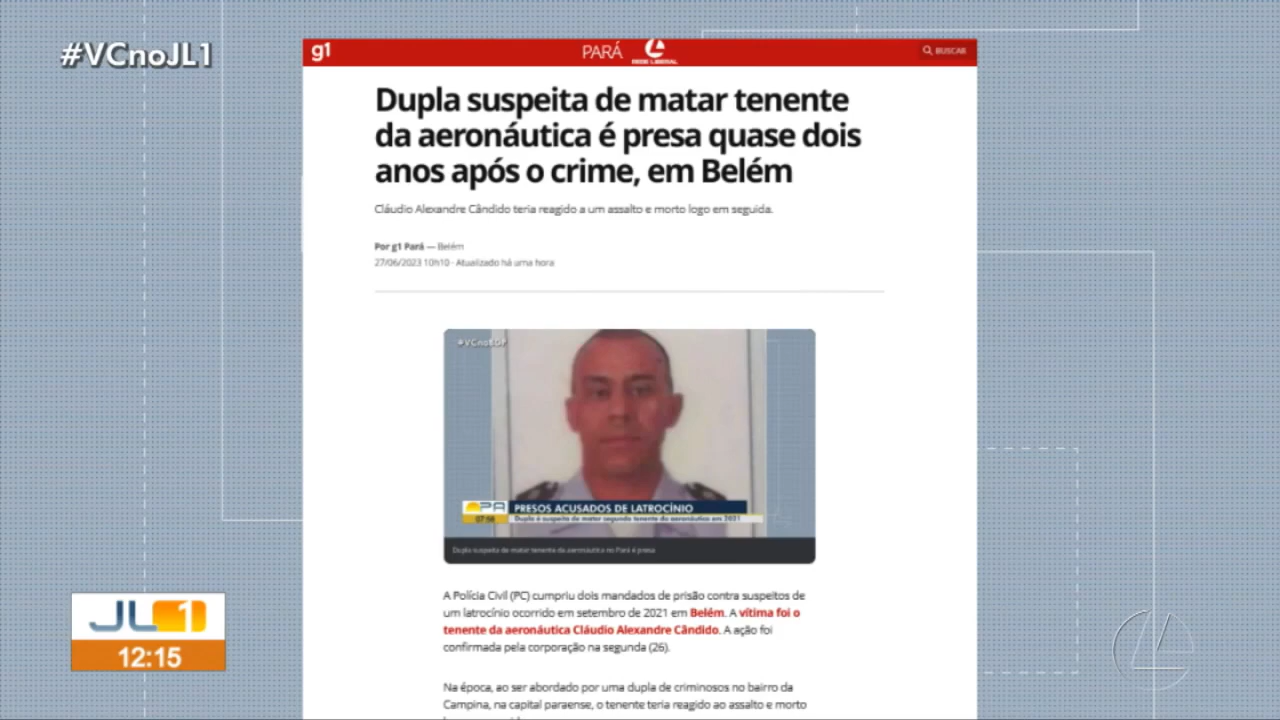 #VCnoJL1
g1
PARÁ
REDE LIBERAL
BUSCAR
Dupla suspeita de matar tenente
da aeronáutica é presa quase dois
anos após o crime, em Belém
Cláudio Alexandre Cândido teria reagido a um assalto e morto logo em seguida.
Por g1 Pará — Belém
27/06/2023 10h10 · Atualizado há uma hora
#VCnoBDP
PA
07:56
PRESOS ACUSADOS DE LATROCÍNIO
Dupla é suspeita de matar segundo tenente da aeronáutica em 2021
Dupla suspeita de matar tenente da aeronáutica no Pará é presa
A Polícia Civil (PC) cumpriu dois mandados de prisão contra suspeitos de
um latrocínio ocorrido em setembro de 2021 em Belém. A vítima foi o
tenente da aeronáutica Cláudio Alexandre Cândido. A ação foi
confirmada pela corporação na segunda (26).
Na época, ao ser abordado por uma dupla de criminosos no bairro da
Campina, na capital paraense, o tenente teria reagido ao assalto e morto
JL1
12:15